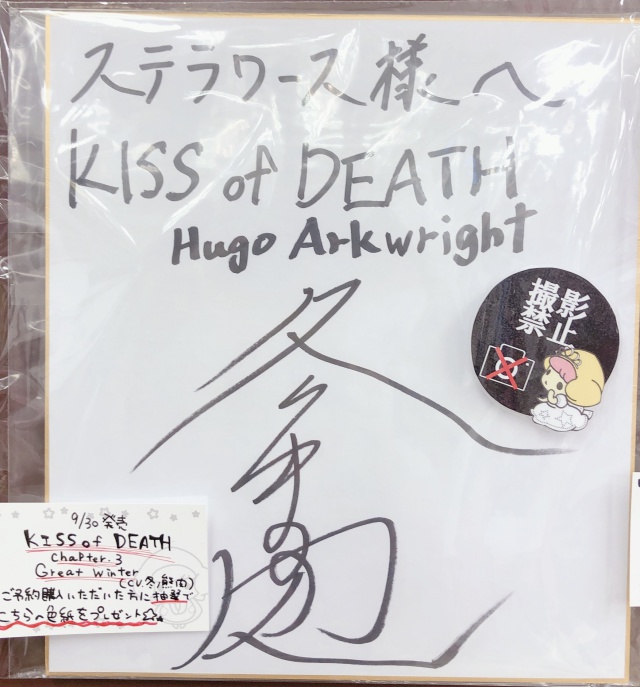 ステラワース様へ
KISS of DEATH
Hugo Arkwright
撮影
禁止
9/30 発売
KISS of DEATH
Chapter.3
Great Winter
(CV.冬ノ熊肉)
ご予約購入いただいた方に抽選で
こちらの色紙をプレゼント☆★